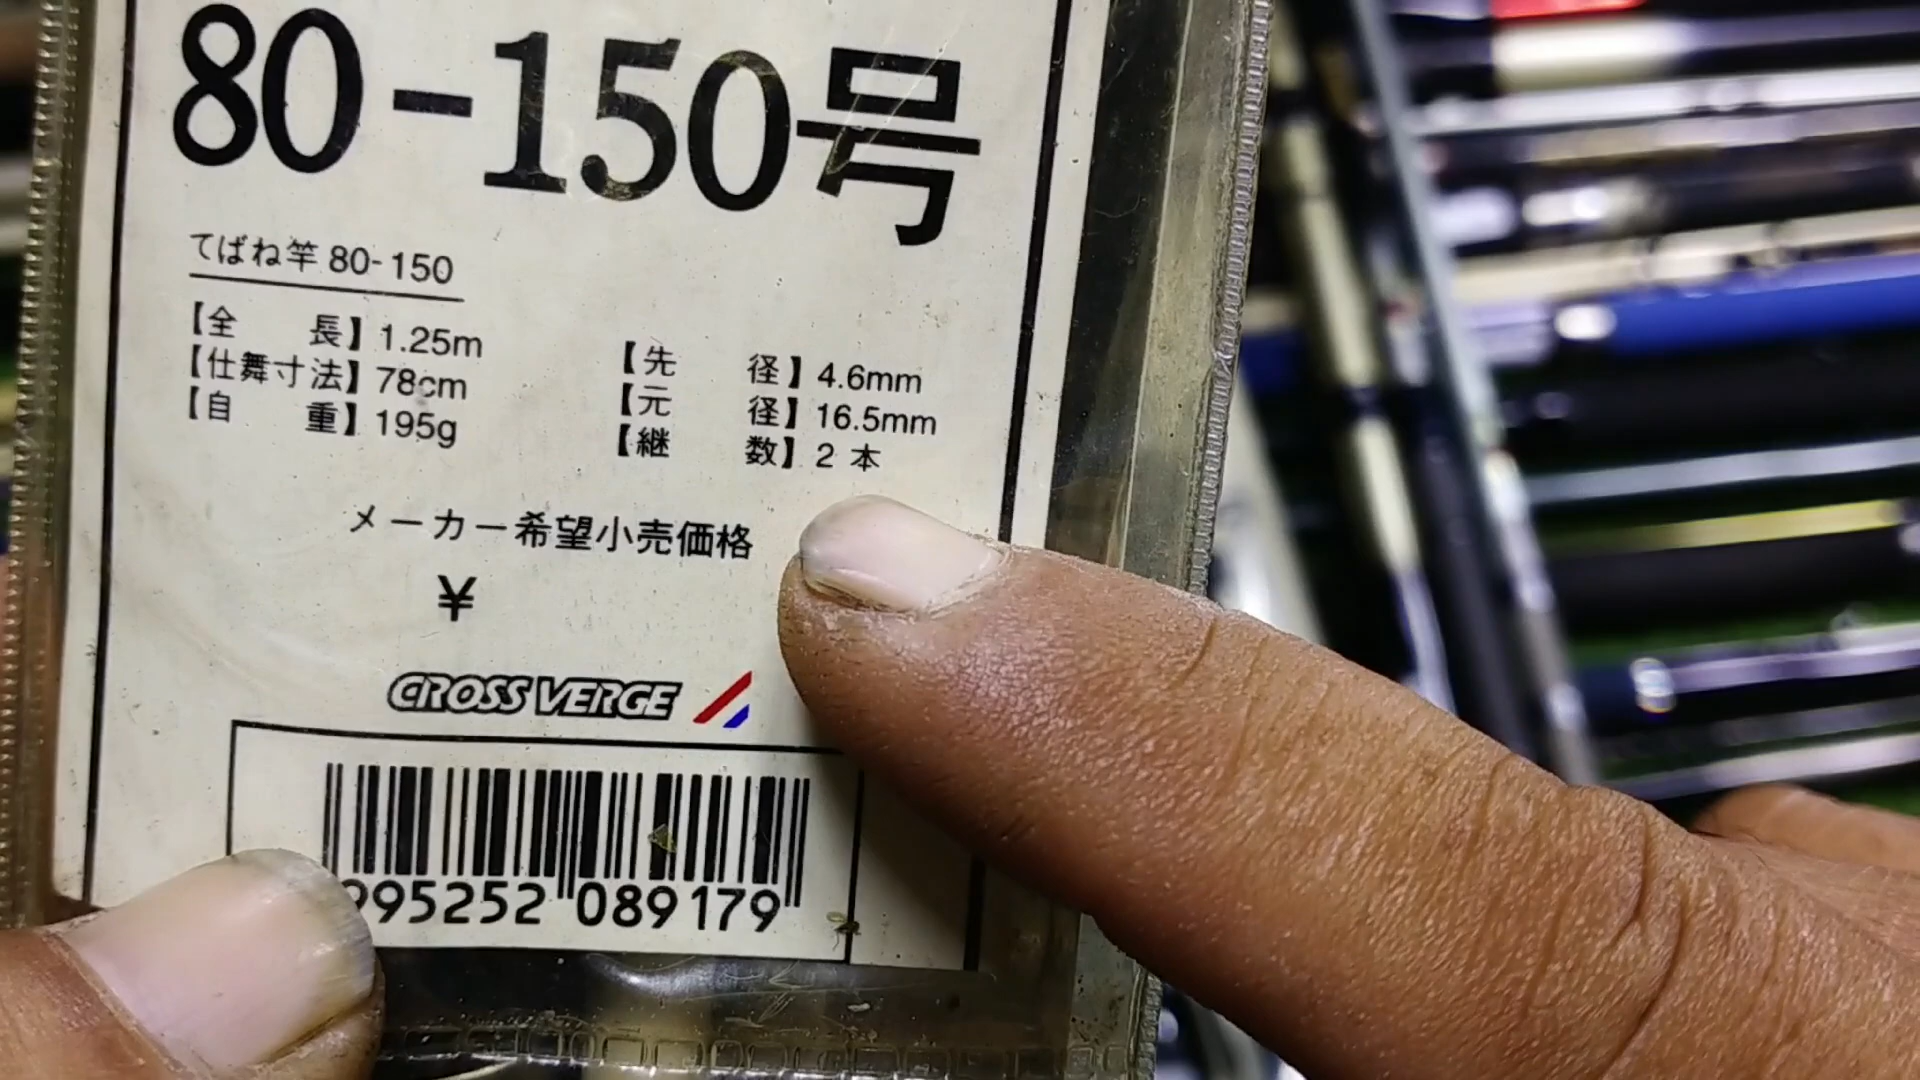 80-150号
てばね竿 80-150
【全　　長】1.25m
【仕舞寸法】78cm
【自　　重】195g
【先　　径】4.6mm
【元　　径】16.5mm
【継　　数】2 本
メーカー希望小売価格
¥
CROSS VERGE
995252 089179